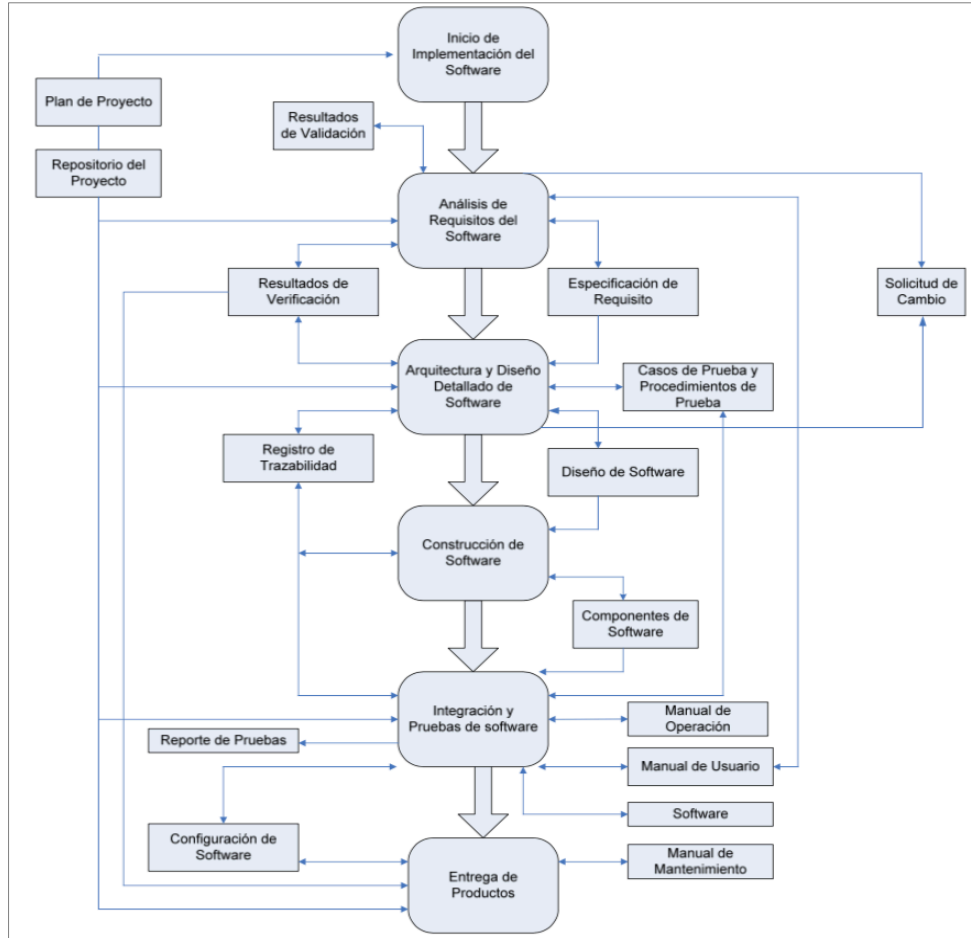 Inicio de
Implementación del
Software
Plan de Proyecto
Resultados
de Validación
Repositorio del
Proyecto
Análisis de
Requisitos del
Software
Resultados de
Verificación
Especificación de
Requisito
Solicitud de
Cambio
Arquitectura y Diseño
Detallado de
Software
Casos de Prueba y
Procedimientos de
Prueba
Registro de
Trazabilidad
Diseño de Software
Construcción de
Software
Componentes de
Software
Integración y
Pruebas de software
Manual de
Operación
Reporte de Pruebas
Manual de Usuario
Software
Configuración de
Software
Manual de
Mantenimiento
Entrega de
Productos